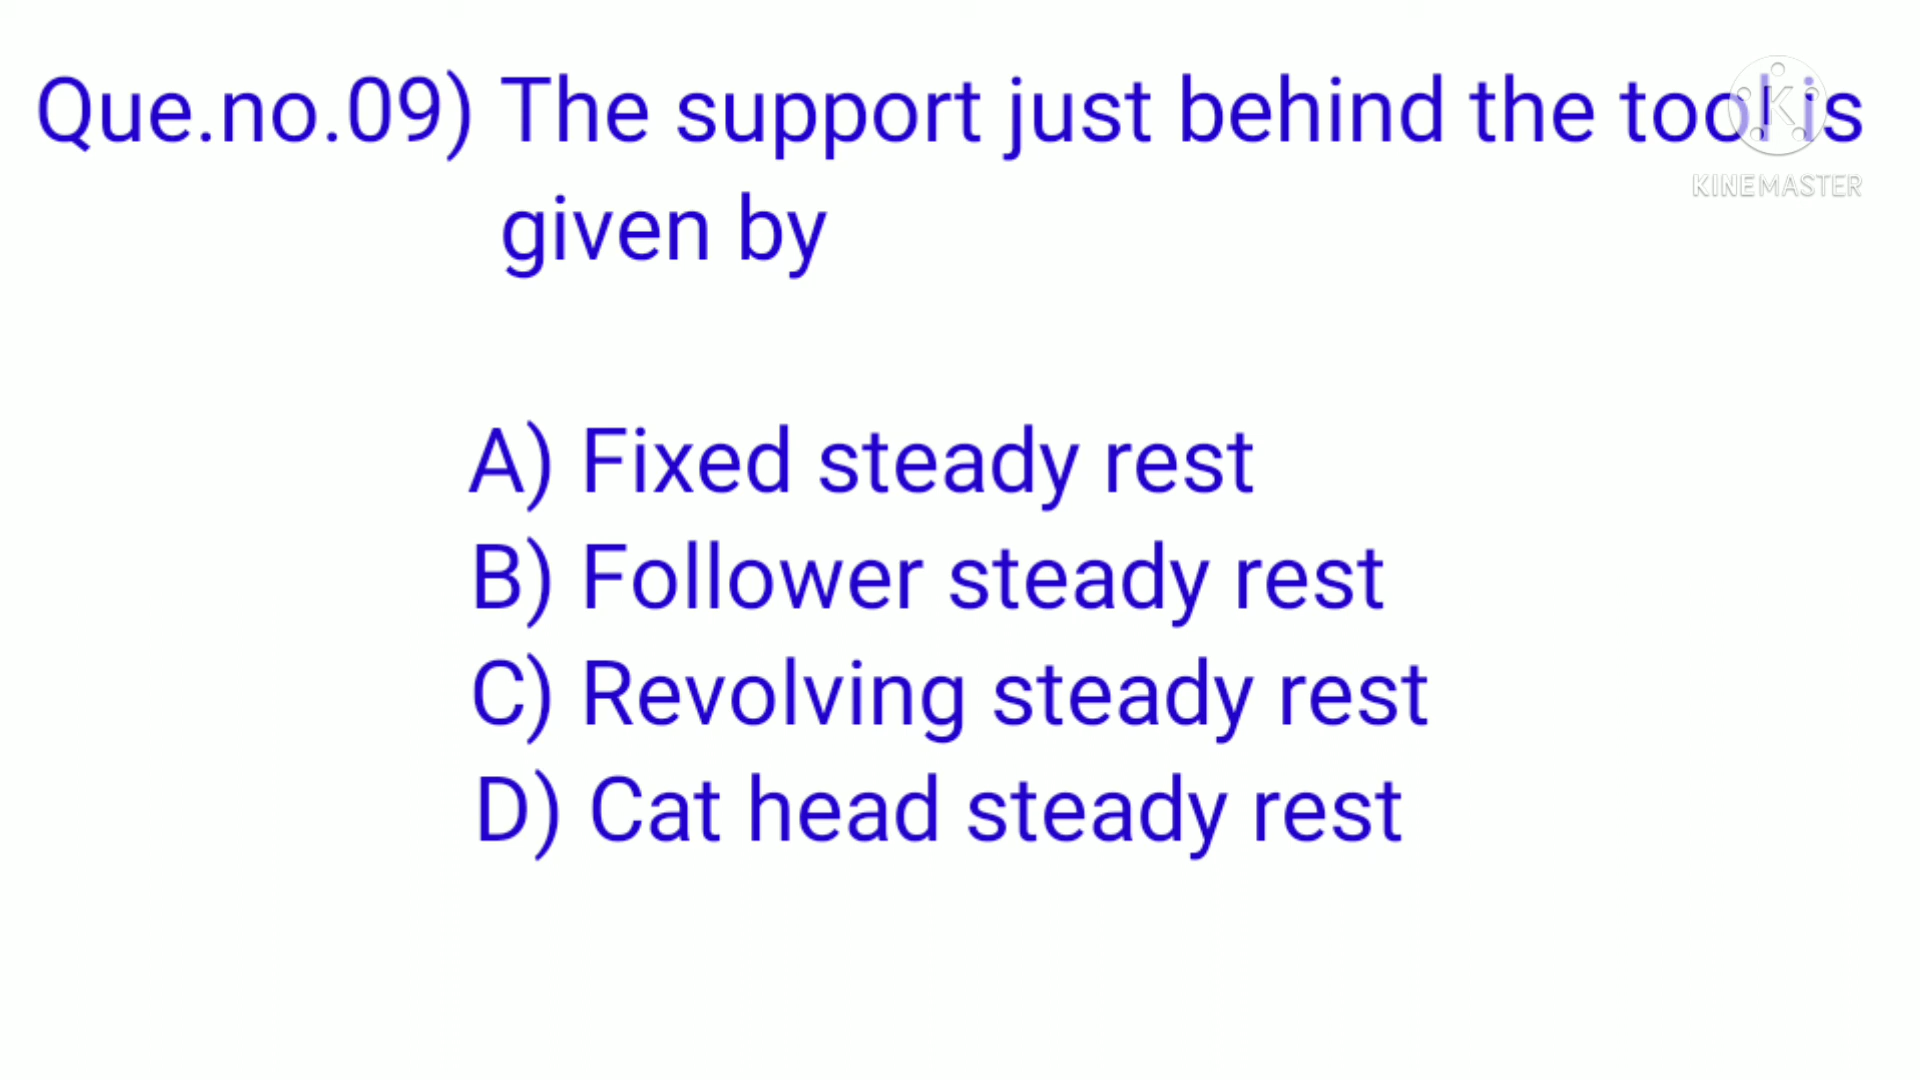 Que.no.09) The support just behind the tool is
KINEMASTER
given by
A) Fixed steady rest
B) Follower steady rest
C) Revolving steady rest
D) Cat head steady rest